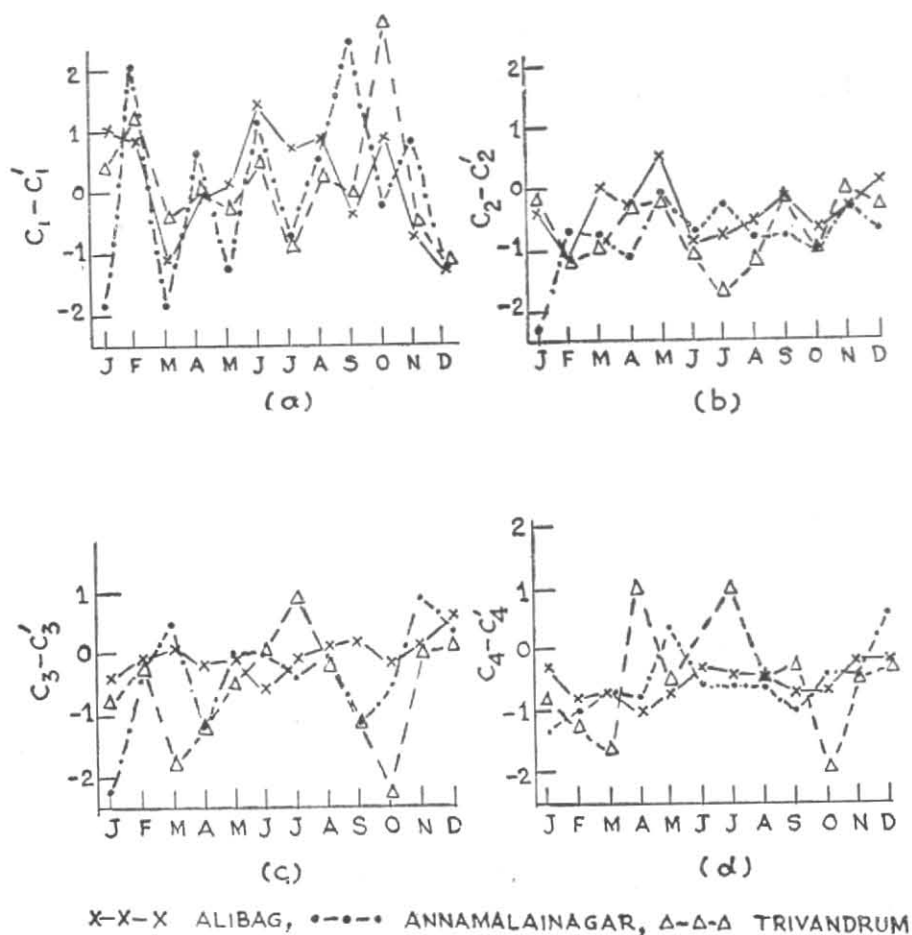 C₁ – C₁′
2
1
0
-1
-2
J F M A M J J A S O N D
(a)
C₂ – C₂′
2
1
0
-1
-2
J F M A M J J A S O N D
(b)
C₃ – C₃′
1
0
-1
-2
J F M A M J J A S O N D
(c)
C₄ – C₄′
2
1
0
-1
-2
J F M A M J J A S O N D
(d)
X–X–X ALIBAG, •–•–• ANNAMALAINAGAR, Δ–Δ–Δ TRIVANDRUM